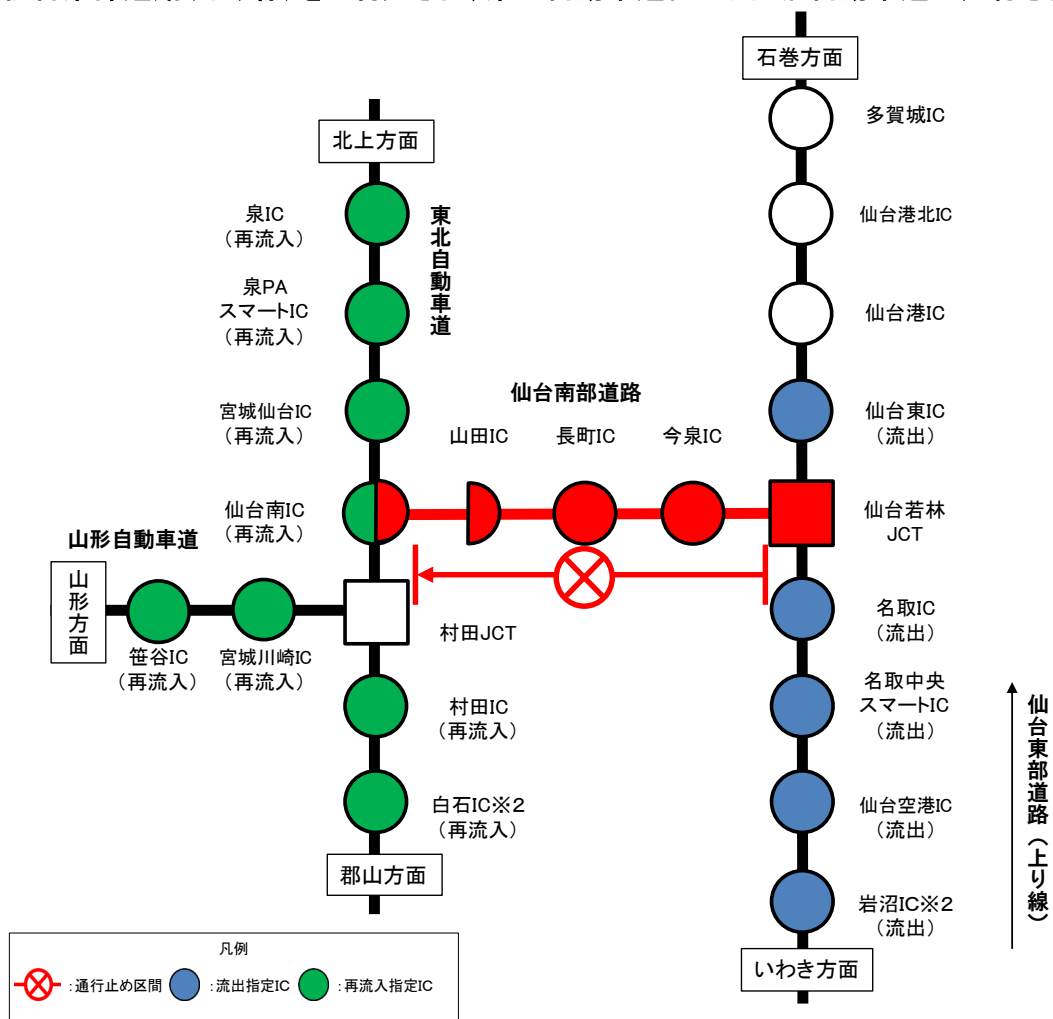 石巻方面
多賀城IC
北上方面
泉IC
(再流入)
東北自動車道
仙台港北IC
泉PA
スマートIC
(再流入)
仙台港IC
宮城仙台IC
(再流入)
仙台南部道路
仙台東IC
(流出)
山田IC
長町IC
今泉IC
仙台南IC
(再流入)
仙台若林
JCT
山形自動車道
山形方面
笹谷IC
(再流入)
宮城川崎IC
(再流入)
村田JCT
名取IC
(流出)
村田IC
(再流入)
名取中央
スマートIC
(流出)
白石IC※2
(再流入)
仙台空港IC
(流出)
仙台東部道路(上り線)
郡山方面
岩沼IC※2
(流出)
いわき方面
凡例
:通行止め区間
:流出指定IC
:再流入指定IC